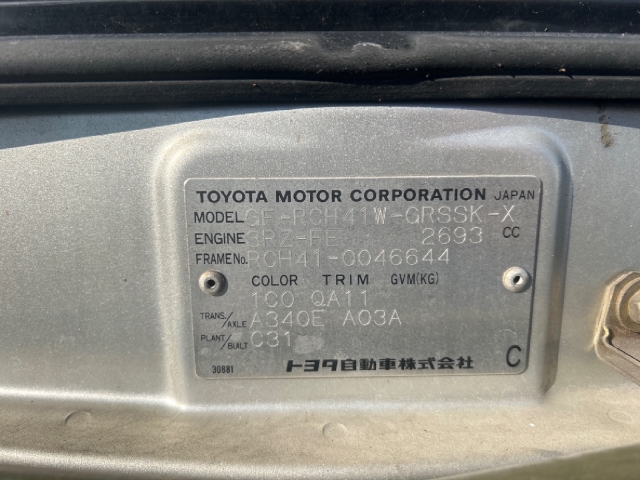 TOYOTA MOTOR CORPORATION JAPAN
MODEL GF-RCH41W-QRSSK-X
ENGINE 3RZ-FE 2693 CC
FRAME No. RCH41-0046644
COLOR TRIM GVM(KG)
1C0 QA11
TRANS./AXLE A340E A03A
PLANT/BUILT C31
30881 トヨタ自動車株式会社 C